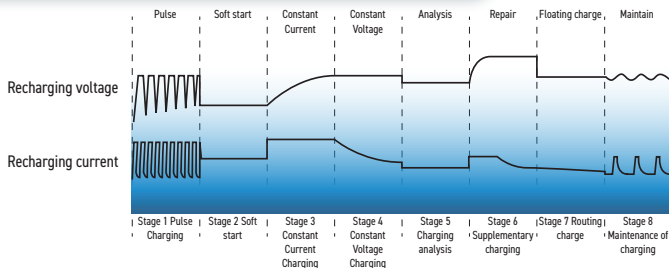 Pulse
Soft start
Constant
Current
Constant
Voltage
Analysis
Repair
Floating charge
Maintain
Recharging voltage
Recharging current
Stage 1 Pulse
Charging
Stage 2 Soft
start
Stage 3
Constant
Current
Charging
Stage 4
Constant
Voltage
Charging
Stage 5
Charging
analysis
Stage 6
Supplementary
charging
Stage 7 Routing
charge
Stage 8
Maintenance of
charging